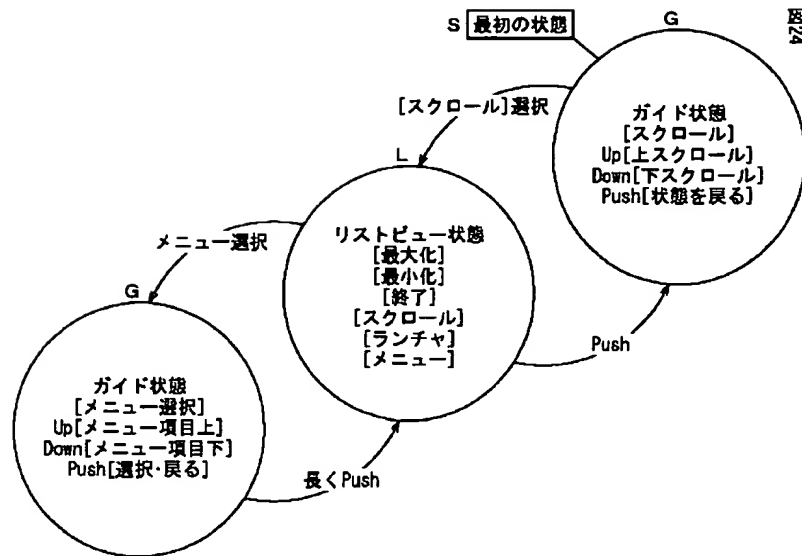 図24
S 最初の状態
G
ガイド状態
[スクロール]
Up[上スクロール]
Down[下スクロール]
Push[状態を戻る]
[スクロール]選択
L
リストビュー状態
[最大化]
[最小化]
[終了]
[スクロール]
[ランチャ]
[メニュー]
Push
メニュー選択
G
ガイド状態
[メニュー選択]
Up[メニュー項目上]
Down[メニュー項目下]
Push[選択・戻る]
長くPush